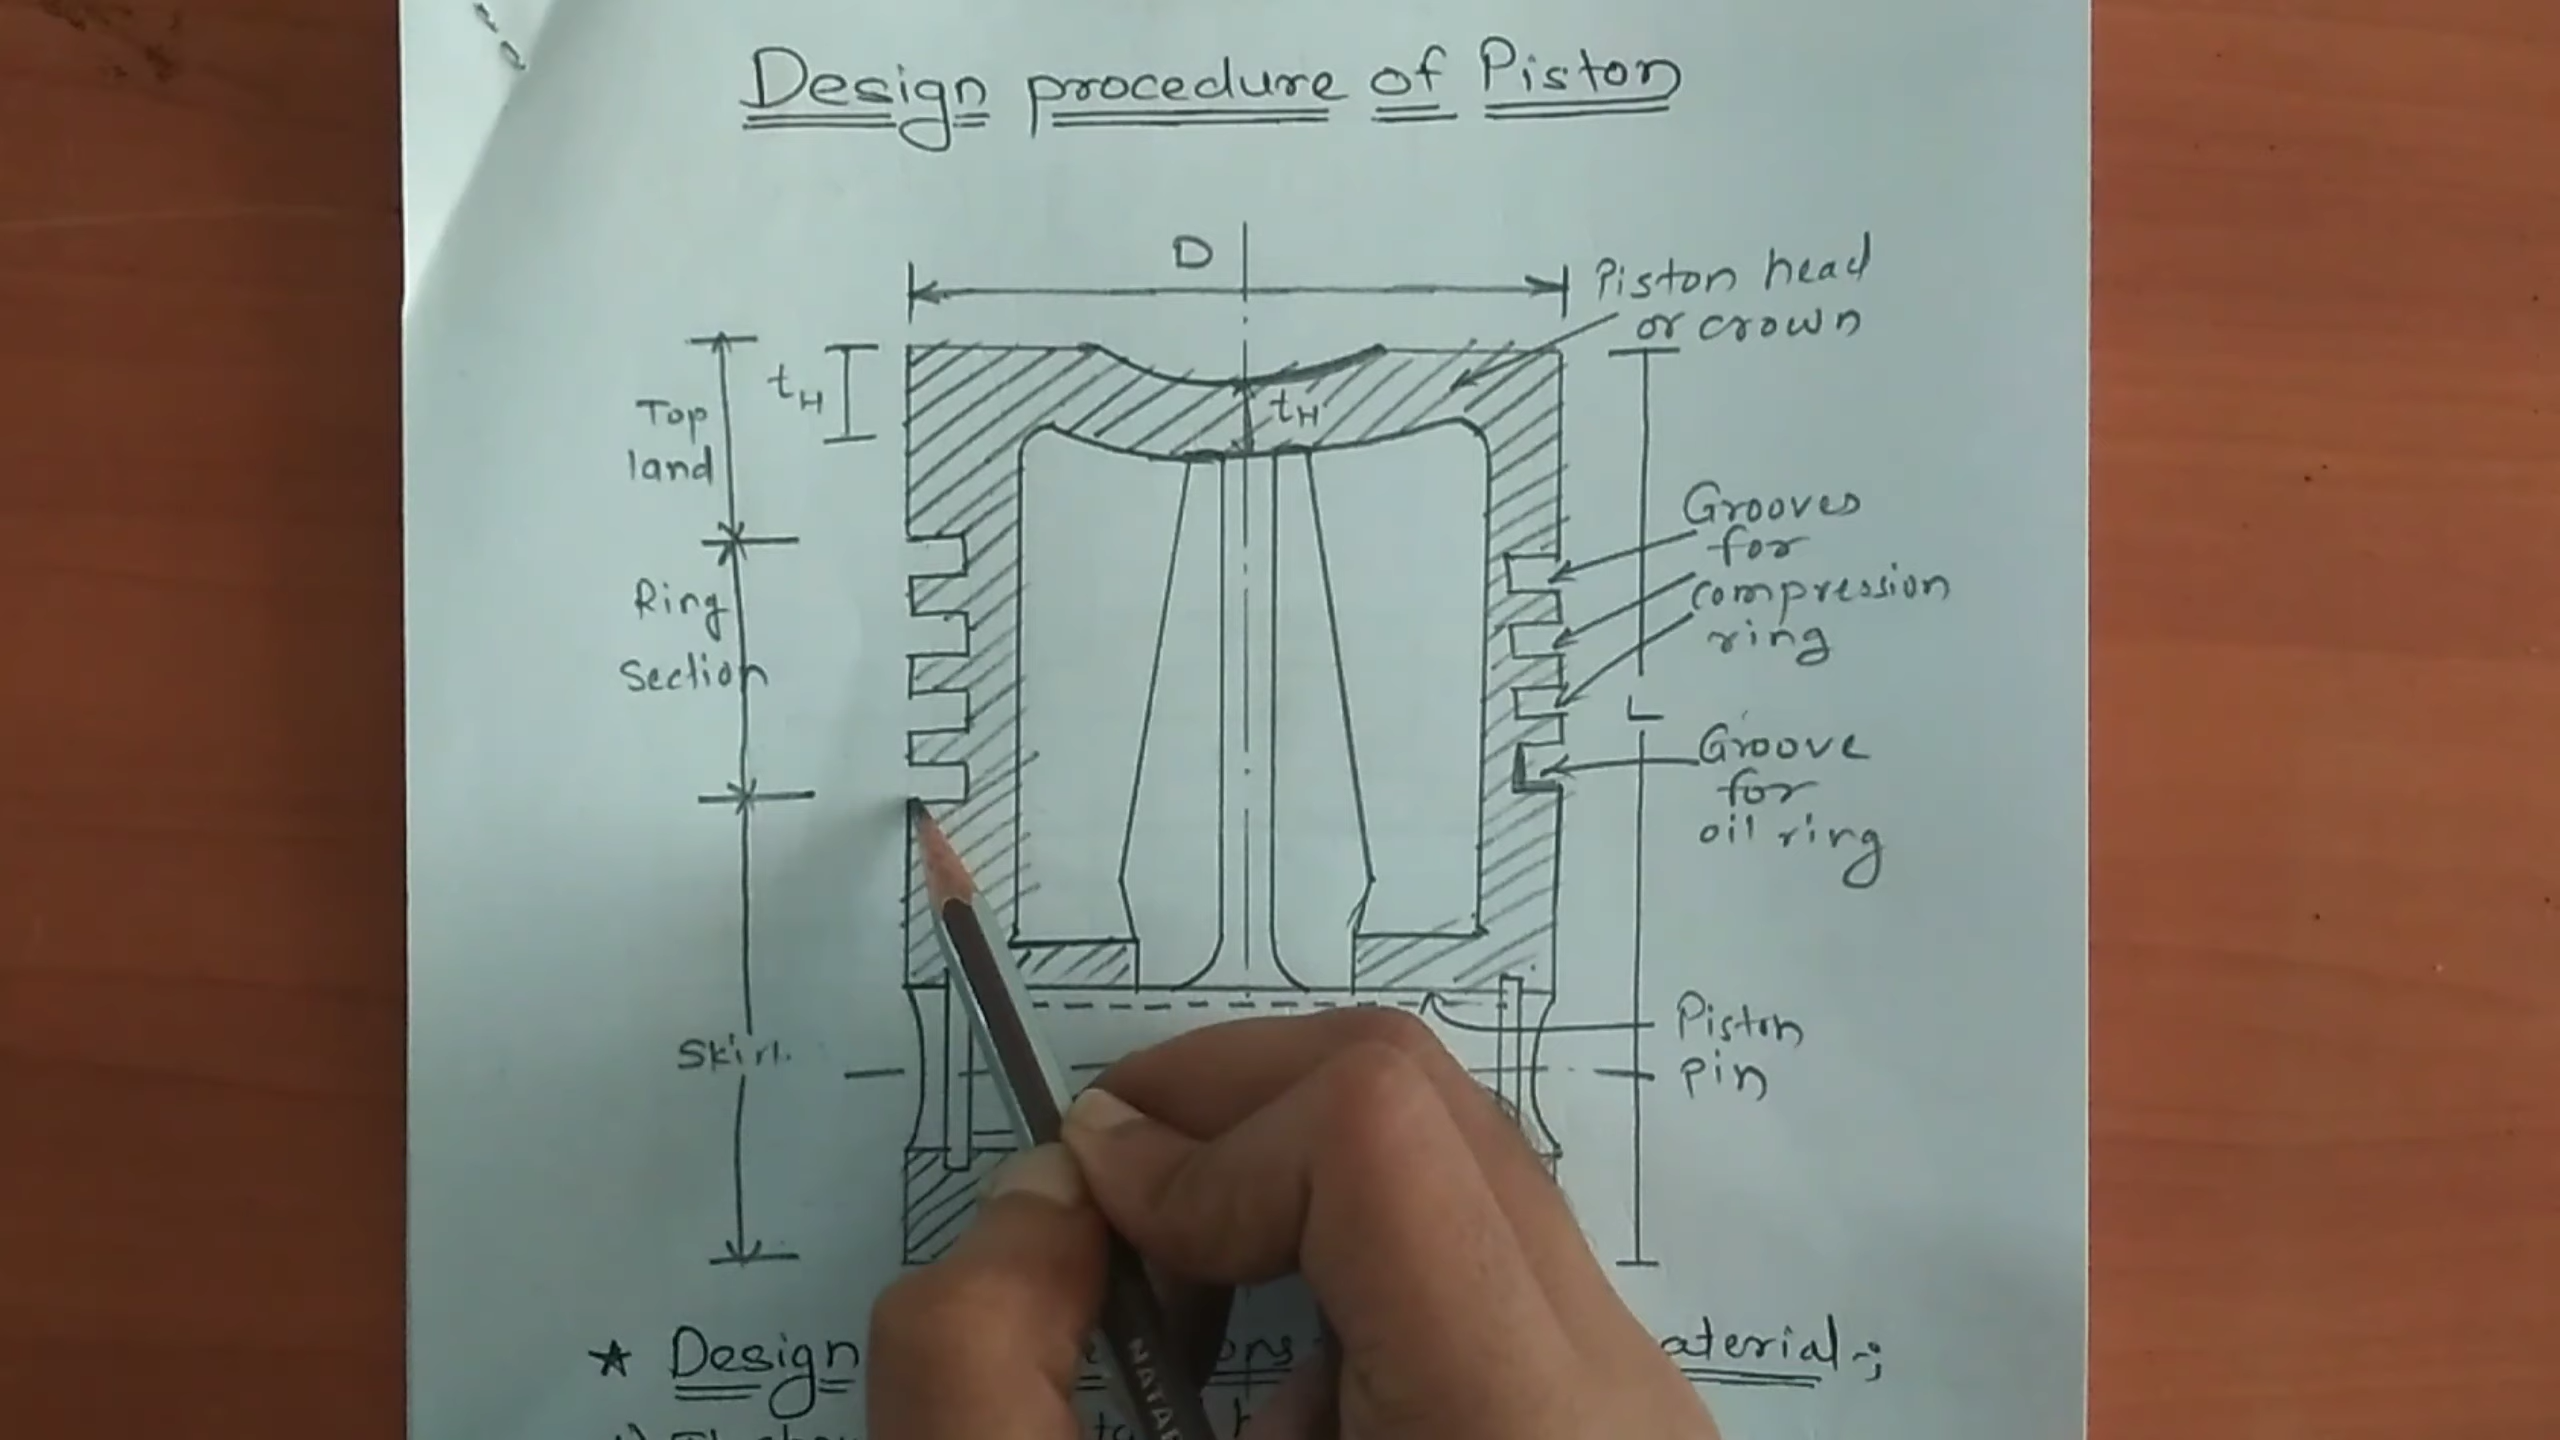 Design procedure of Piston
D
Piston head
or crown
tH
Top
land
tH
Grooves
for
compression
ring
Ring
Section
L
Groove
for
oil ring
Skirt
Piston
pin
* Design
aterial:
NATAR